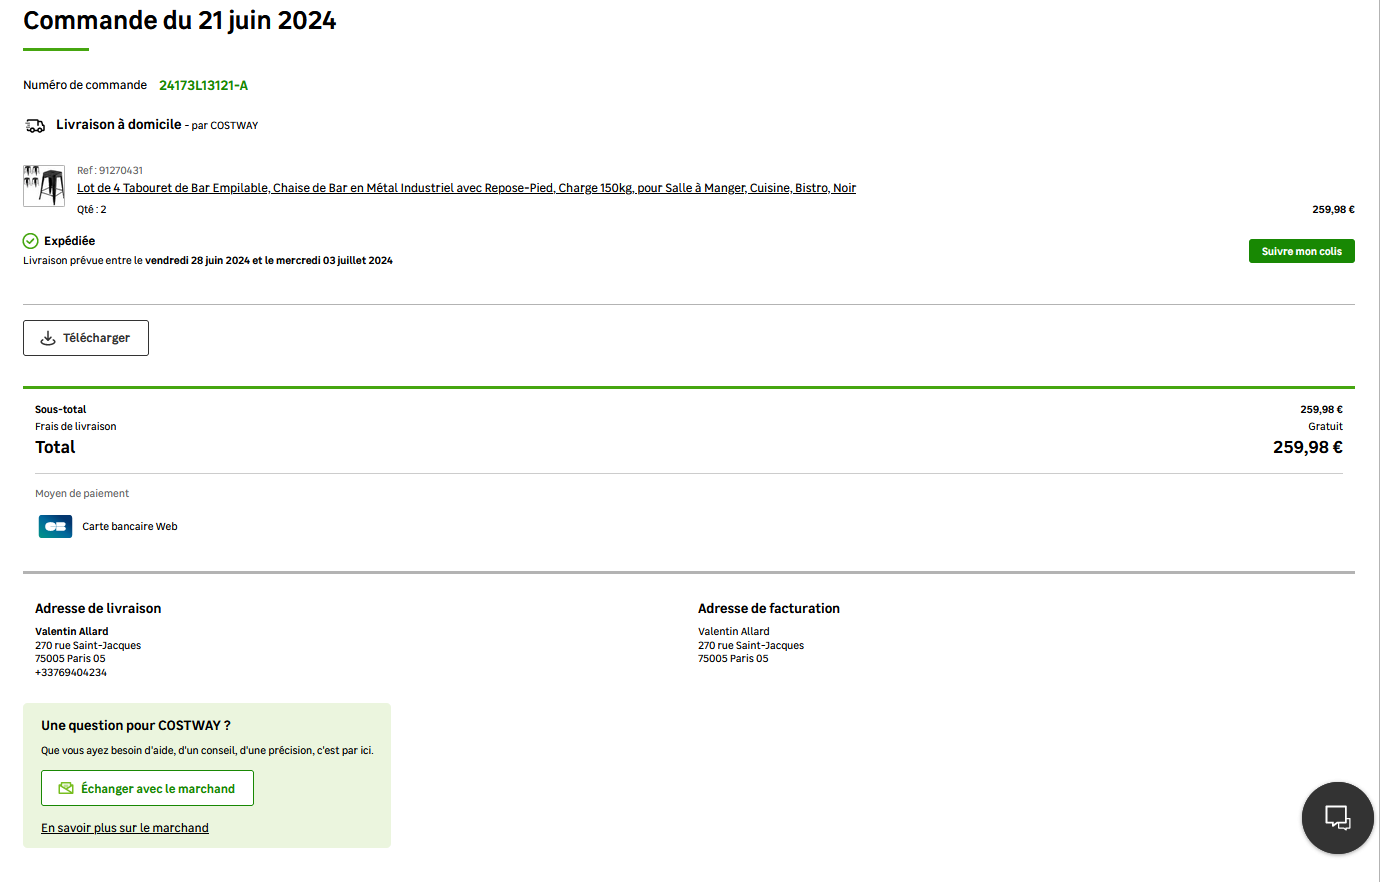 Commande du 21 juin 2024
Numéro de commande 24173L13121-A
Livraison à domicile - par COSTWAY
Ref : 91270431
Lot de 4 Tabouret de Bar Empilable, Chaise de Bar en Métal Industriel avec Repose-Pied, Charge 150kg, pour Salle à Manger, Cuisine, Bistro, Noir
Qté : 2 259,98 €
Expédiée
Livraison prévue entre le vendredi 28 juin 2024 et le mercredi 03 juillet 2024
Suivre mon colis
Télécharger
Sous-total 259,98 €
Frais de livraison Gratuit
Total 259,98 €
Moyen de paiement
CB Carte bancaire Web
Adresse de livraison
Valentin Allard
270 rue Saint-Jacques
75005 Paris 05
+33769404234
Adresse de facturation
Valentin Allard
270 rue Saint-Jacques
75005 Paris 05
Une question pour COSTWAY ?
Que vous ayez besoin d'aide, d'un conseil, d'une précision, c'est par ici.
Échanger avec le marchand
En savoir plus sur le marchand